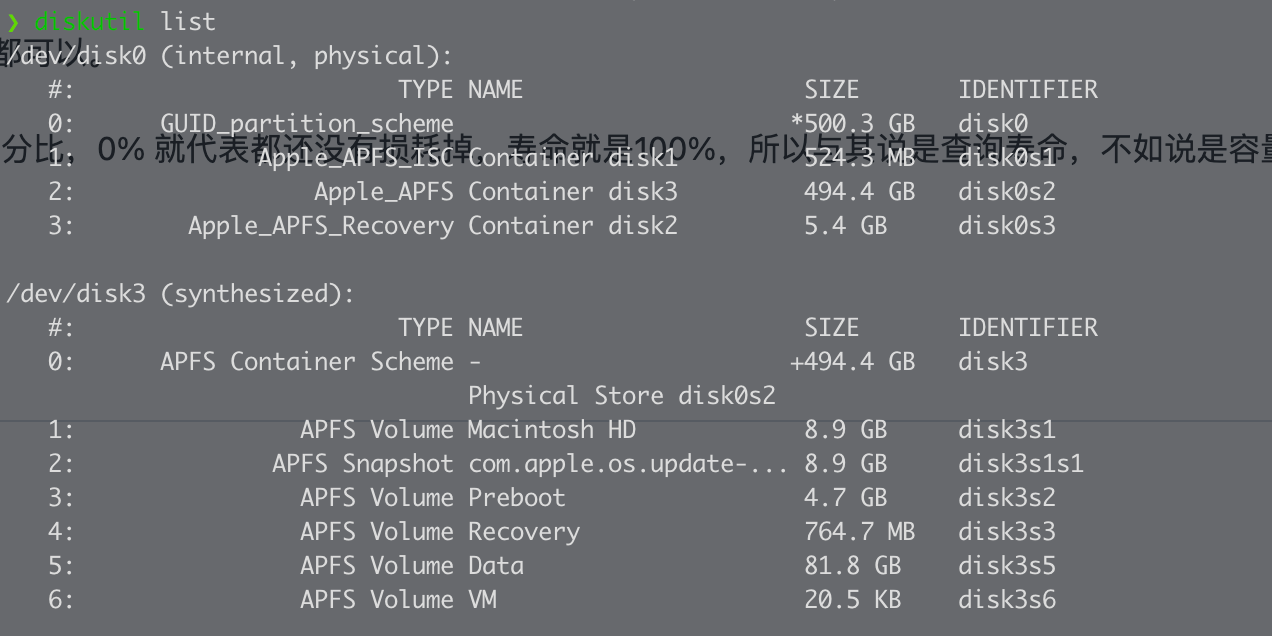 ❯ diskutil list
/dev/disk0 (internal, physical):
都可以。
#: TYPE NAME SIZE IDENTIFIER
0: GUID_partition_scheme *500.3 GB disk0
分比，0% 就代表都还没有损耗掉，寿命就是100%，所以与其说是查询寿命，不如说是容量
1: Apple_APFS_ISC Container disk1 524.3 MB disk0s1
2: Apple_APFS Container disk3 494.4 GB disk0s2
3: Apple_APFS_Recovery Container disk2 5.4 GB disk0s3
/dev/disk3 (synthesized):
#: TYPE NAME SIZE IDENTIFIER
0: APFS Container Scheme - +494.4 GB disk3
Physical Store disk0s2
1: APFS Volume Macintosh HD 8.9 GB disk3s1
2: APFS Snapshot com.apple.os.update-... 8.9 GB disk3s1s1
3: APFS Volume Preboot 4.7 GB disk3s2
4: APFS Volume Recovery 764.7 MB disk3s3
5: APFS Volume Data 81.8 GB disk3s5
6: APFS Volume VM 20.5 KB disk3s6